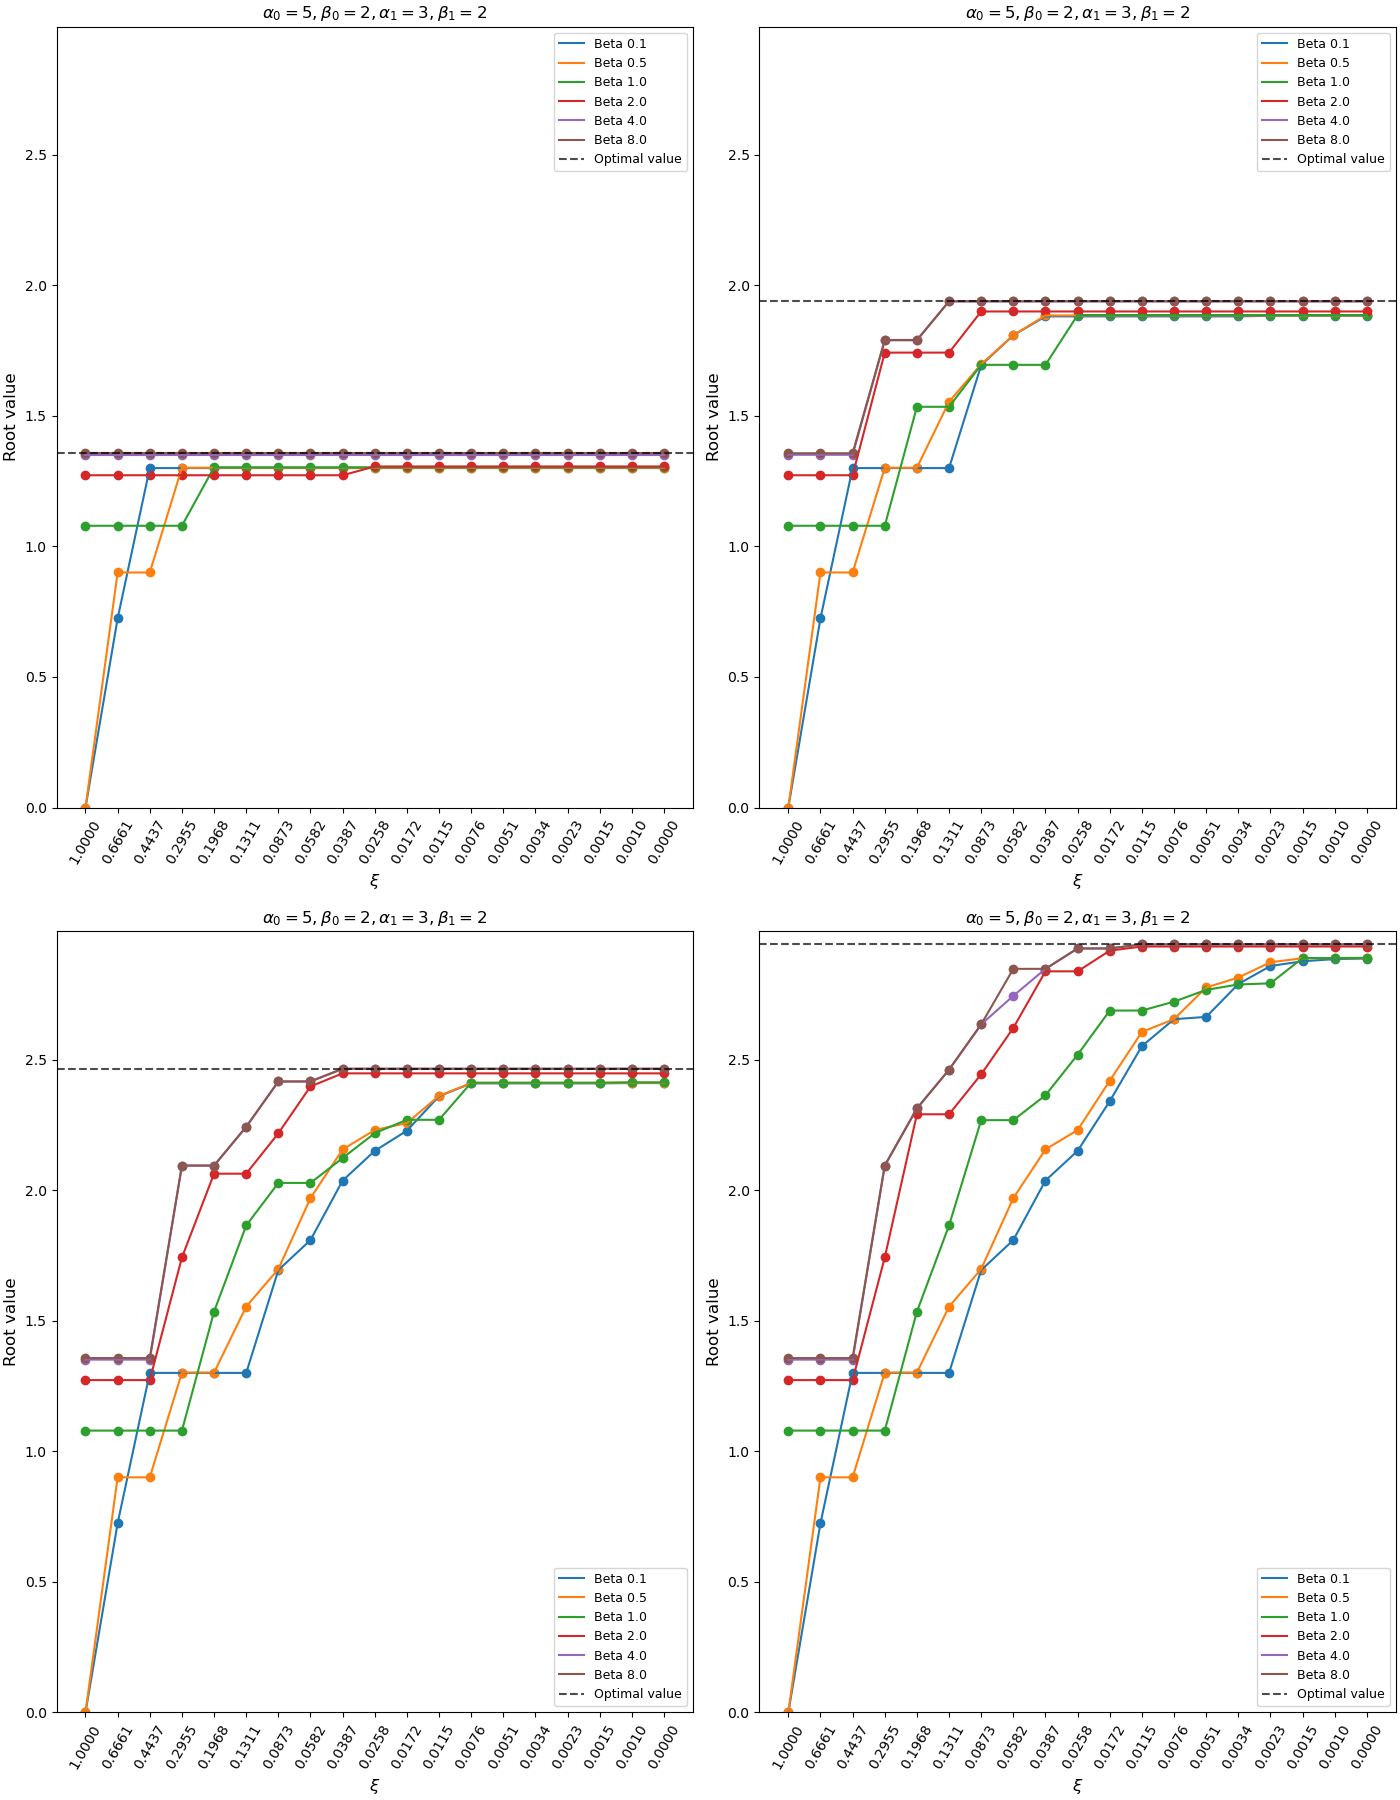 α₀ = 5, β₀ = 2, α₁ = 3, β₁ = 2
Root value
2.5
2.0
1.5
1.0
0.5
0.0
Beta 0.1
Beta 0.5
Beta 1.0
Beta 2.0
Beta 4.0
Beta 8.0
Optimal value
1.0000 0.6661 0.4437 0.2955 0.1968 0.1311 0.0873 0.0582 0.0387 0.0258 0.0172 0.0115 0.0076 0.0051 0.0034 0.0023 0.0015 0.0010 0.0000
ξ
α₀ = 5, β₀ = 2, α₁ = 3, β₁ = 2
Root value
2.5
2.0
1.5
1.0
0.5
0.0
Beta 0.1
Beta 0.5
Beta 1.0
Beta 2.0
Beta 4.0
Beta 8.0
Optimal value
1.0000 0.6661 0.4437 0.2955 0.1968 0.1311 0.0873 0.0582 0.0387 0.0258 0.0172 0.0115 0.0076 0.0051 0.0034 0.0023 0.0015 0.0010 0.0000
ξ
α₀ = 5, β₀ = 2, α₁ = 3, β₁ = 2
Root value
2.5
2.0
1.5
1.0
0.5
0.0
Beta 0.1
Beta 0.5
Beta 1.0
Beta 2.0
Beta 4.0
Beta 8.0
Optimal value
1.0000 0.6661 0.4437 0.2955 0.1968 0.1311 0.0873 0.0582 0.0387 0.0258 0.0172 0.0115 0.0076 0.0051 0.0034 0.0023 0.0015 0.0010 0.0000
ξ
α₀ = 5, β₀ = 2, α₁ = 3, β₁ = 2
Root value
2.5
2.0
1.5
1.0
0.5
0.0
Beta 0.1
Beta 0.5
Beta 1.0
Beta 2.0
Beta 4.0
Beta 8.0
Optimal value
1.0000 0.6661 0.4437 0.2955 0.1968 0.1311 0.0873 0.0582 0.0387 0.0258 0.0172 0.0115 0.0076 0.0051 0.0034 0.0023 0.0015 0.0010 0.0000
ξ